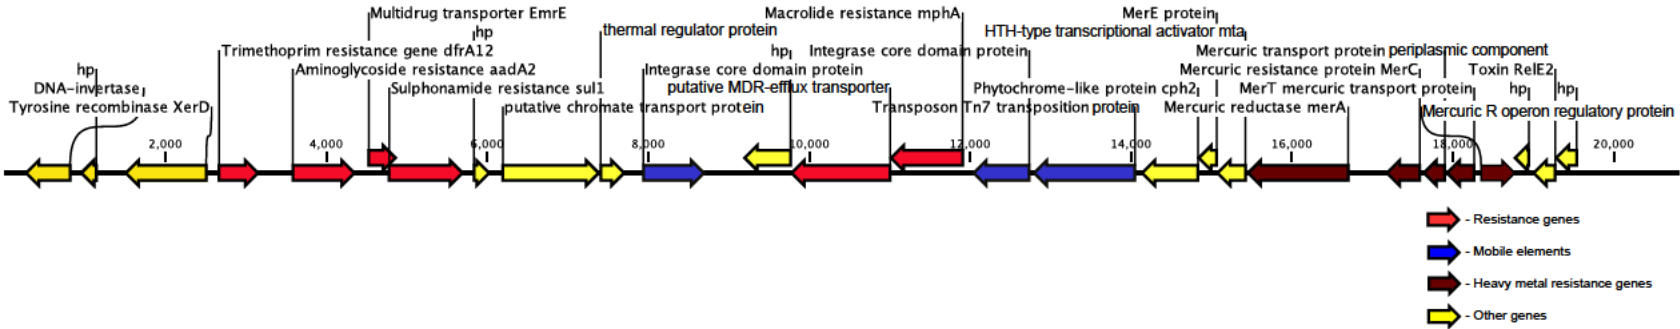 Multidrug transporter EmrE Macrolide resistance mphA MerE protein
hp thermal regulator protein HTH-type transcriptional activator mta
Trimethoprim resistance gene dfrA12 hp Integrase core domain protein Mercuric transport protein periplasmic component
hp Aminoglycoside resistance aadA2 Integrase core domain protein Mercuric resistance protein MerC Toxin RelE2
DNA-invertase Sulphonamide resistance sul1 putative MDR-efflux transporter Phytochrome-like protein cph2 MerT mercuric transport protein hp hp
Tyrosine recombinase XerD putative chromate transport protein Transposon Tn7 transposition protein Mercuric reductase merA Mercuric R operon regulatory protein
2,000 4,000 6,000 8,000 10,000 12,000 14,000 16,000 18,000 20,000
- Resistance genes
- Mobile elements
- Heavy metal resistance genes
- Other genes